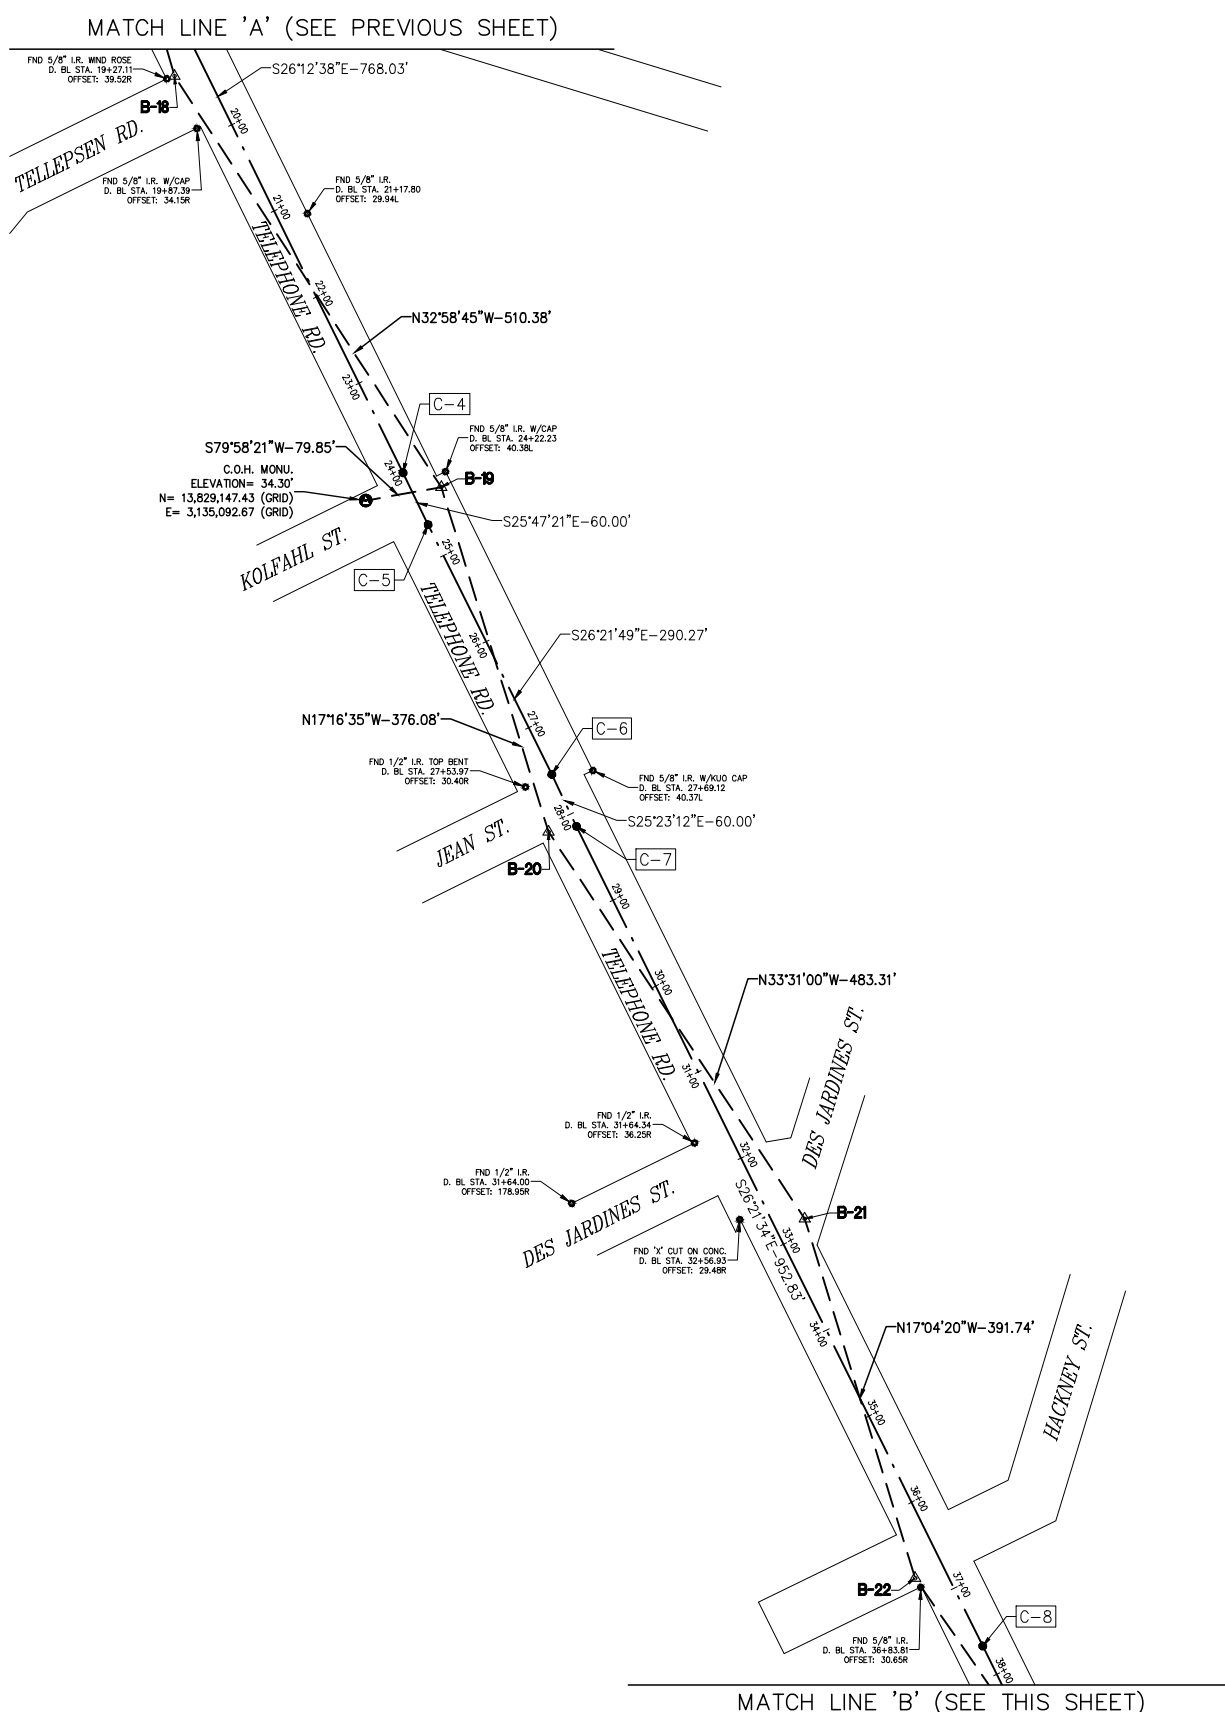 MATCH LINE 'A' (SEE PREVIOUS SHEET)
FND 5/8" I.R. WIND ROSE
D. BL STA. 19+27.11
OFFSET: 39.52R
S26°12'38"E-768.03'
B-18
20+00
TELLEPSEN RD.
FND 5/8" I.R. W/CAP
D. BL STA. 19+87.39
OFFSET: 34.15R
FND 5/8" I.R.
D. BL STA. 21+17.80
OFFSET: 29.94L
21+00
TELEPHONE RD.
22+00
N32°58'45"W-510.38'
23+00
C-4
FND 5/8" I.R. W/CAP
D. BL STA. 24+22.23
OFFSET: 40.38L
S79°58'21"W-79.85'
24+00
B-19
C.O.H. MONU.
ELEVATION= 34.30'
N= 13,829,147.43 (GRID)
E= 3,135,092.67 (GRID)
S25°47'21"E-60.00'
KOLFAHL ST.
25+00
C-5
TELEPHONE RD.
26+00
S26°21'49"E-290.27'
N17°16'35"W-376.08'
27+00
C-6
FND 1/2" I.R. TOP BENT
D. BL STA. 27+53.97
OFFSET: 30.40R
FND 5/8" I.R. W/KUO CAP
D. BL STA. 27+69.12
OFFSET: 40.37L
28+00
S25°23'12"E-60.00'
JEAN ST.
C-7
B-20
29+00
TELEPHONE RD.
30+00
N33°31'00"W-483.31'
31+00
DES JARDINES ST.
FND 1/2" I.R.
D. BL STA. 31+64.34
OFFSET: 36.25R
32+00
FND 1/2" I.R.
D. BL STA. 31+64.00
OFFSET: 178.95R
DES JARDINES ST.
S26°21'34"E-952.83'
B-21
33+00
FND 'X' CUT ON CONC.
D. BL STA. 32+56.93
OFFSET: 29.48R
34+00
N17°04'20"W-391.74'
HACKNEY ST.
35+00
36+00
37+00
B-22
C-8
FND 5/8" I.R.
D. BL STA. 36+83.81
OFFSET: 30.65R
38+00
MATCH LINE 'B' (SEE THIS SHEET)